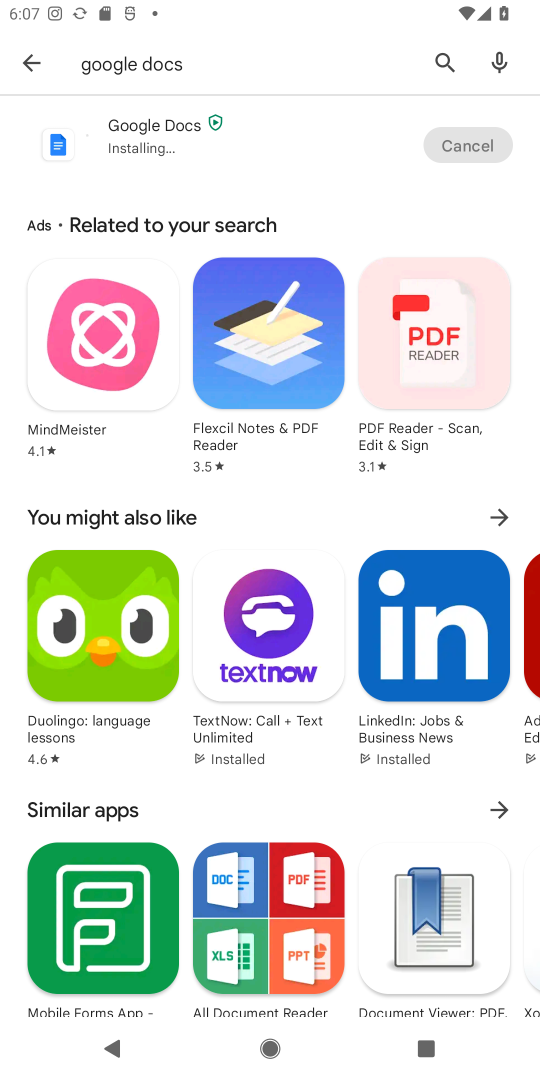 6:07
google docs
Google Docs
Installing...
Cancel
Ads • Related to your search
PDF
READER
MindMeister
4.1★
Flexcil Notes & PDF
Reader
3.5★
PDF Reader - Scan,
Edit & Sign
3.1★
You might also like
textnow
in
Duolingo: language
lessons
4.6★
TextNow: Call + Text
Unlimited
Installed
LinkedIn: Jobs &
Business News
Installed
Ad
Ed
Similar apps
DOC
PDF
XLS
PPT
Mobile Forms App -
All Document Reader
Document Viewer: PDF,
Xo